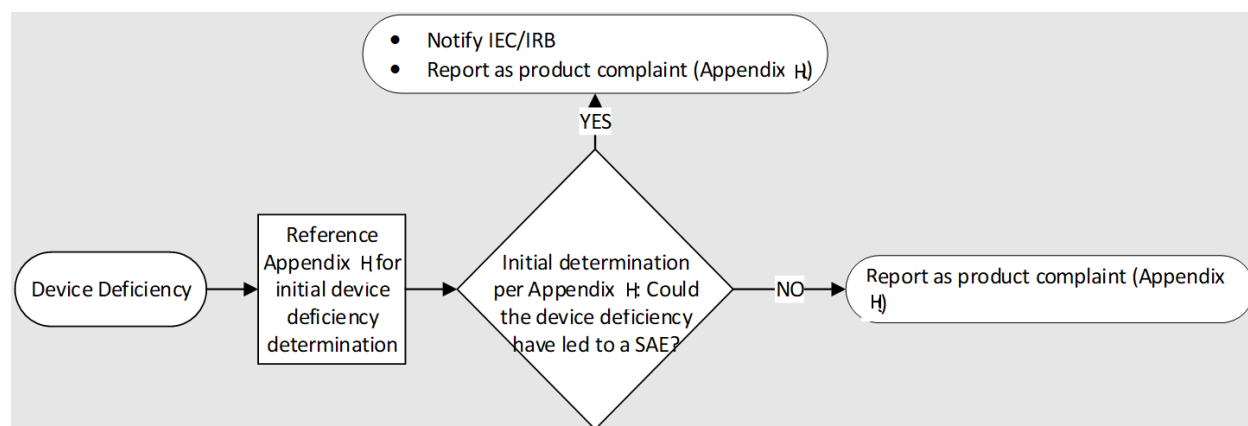 • Notify IEC/IRB
• Report as product complaint (Appendix H)
YES
Device Deficiency
Reference
Appendix H for
initial device
deficiency
determination
Initial determination
per Appendix H: Could
the device deficiency
have led to a SAE?
NO
Report as product complaint (Appendix
H)